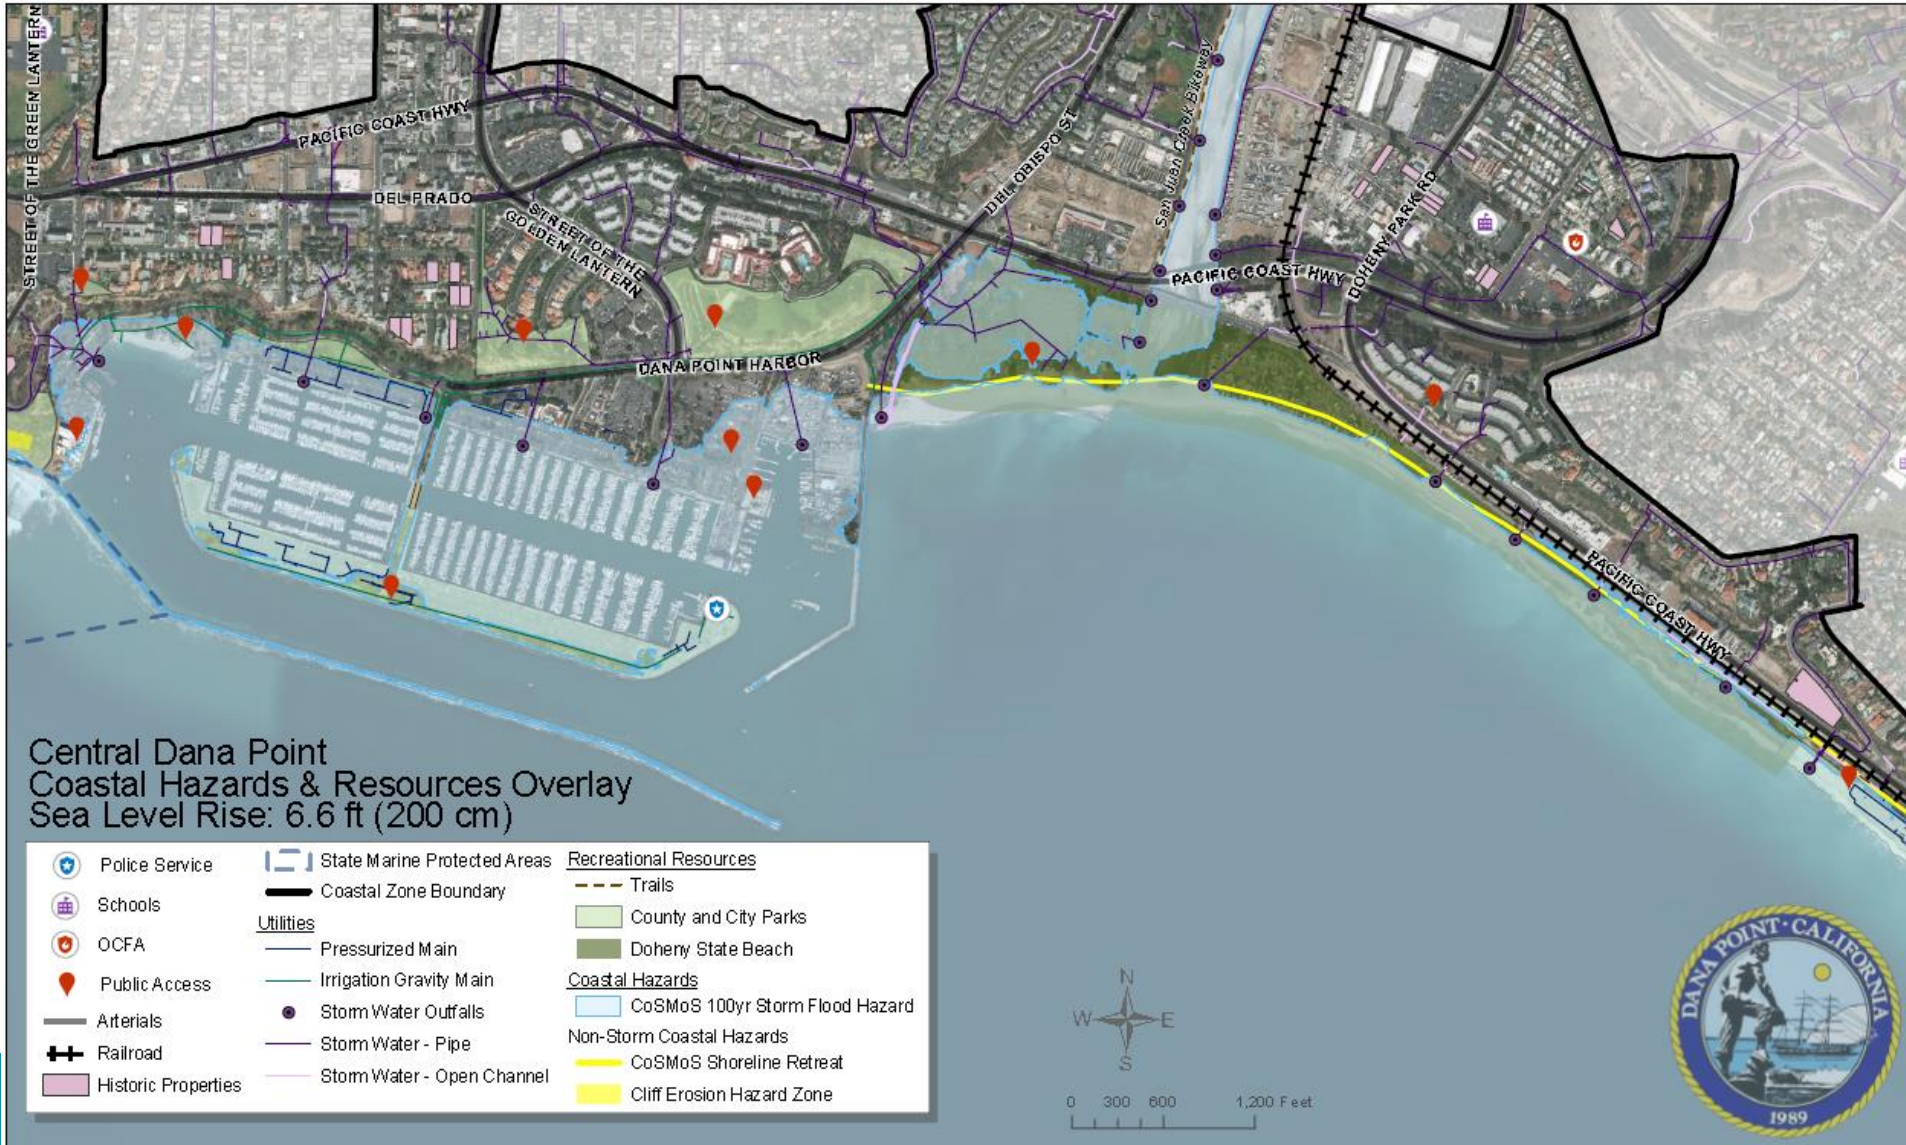 STREET OF THE GREEN LANTERN
PACIFIC COAST HWY
DEL PRADO
STREET OF THE
GOLDEN LANTERN
DEL OBISPO ST
San Juan Creek Bikeway
PACIFIC COAST HWY
DOHENY PARK RD
DANA POINT HARBOR
PACIFIC COAST HWY
Central Dana Point
Coastal Hazards & Resources Overlay
Sea Level Rise: 6.6 ft (200 cm)
Police Service
Schools
OCFA
Public Access
Arterials
Railroad
Historic Properties
State Marine Protected Areas
Coastal Zone Boundary
Utilities
Pressurized Main
Irrigation Gravity Main
Storm Water Outfalls
Storm Water - Pipe
Storm Water - Open Channel
Recreational Resources
Trails
County and City Parks
Doheny State Beach
Coastal Hazards
CoSMoS 100yr Storm Flood Hazard
Non-Storm Coastal Hazards
CoSMoS Shoreline Retreat
Cliff Erosion Hazard Zone
N
W E
S
0 300 600 1,200 Feet
DANA POINT · CALIFORNIA
1989